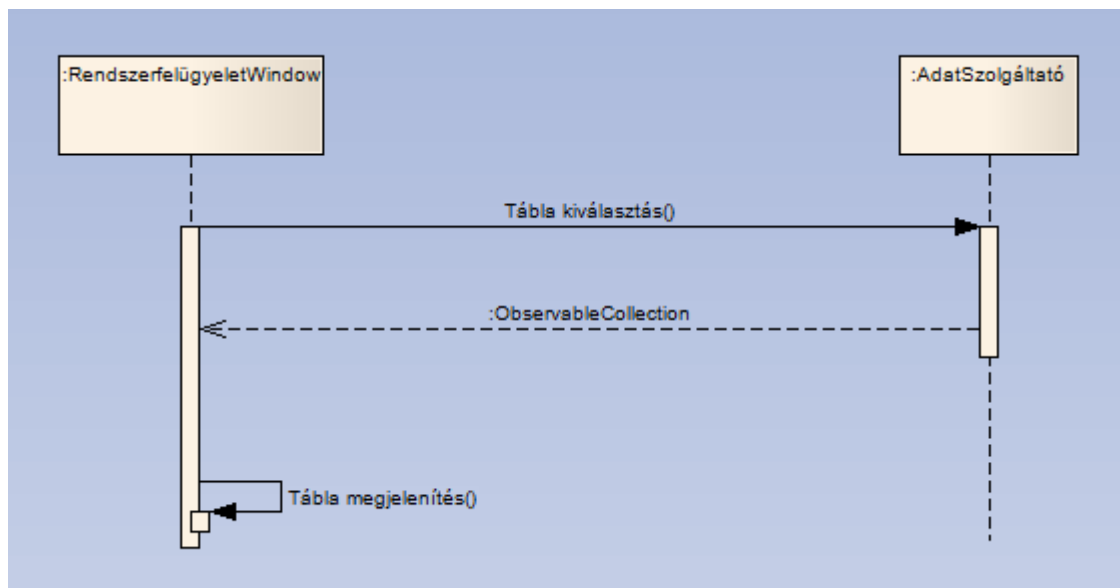 :RendszerfelügyeletWindow
:AdatSzolgáltató
Tábla kiválasztás()
:ObservableCollection
Tábla megjelenítés()